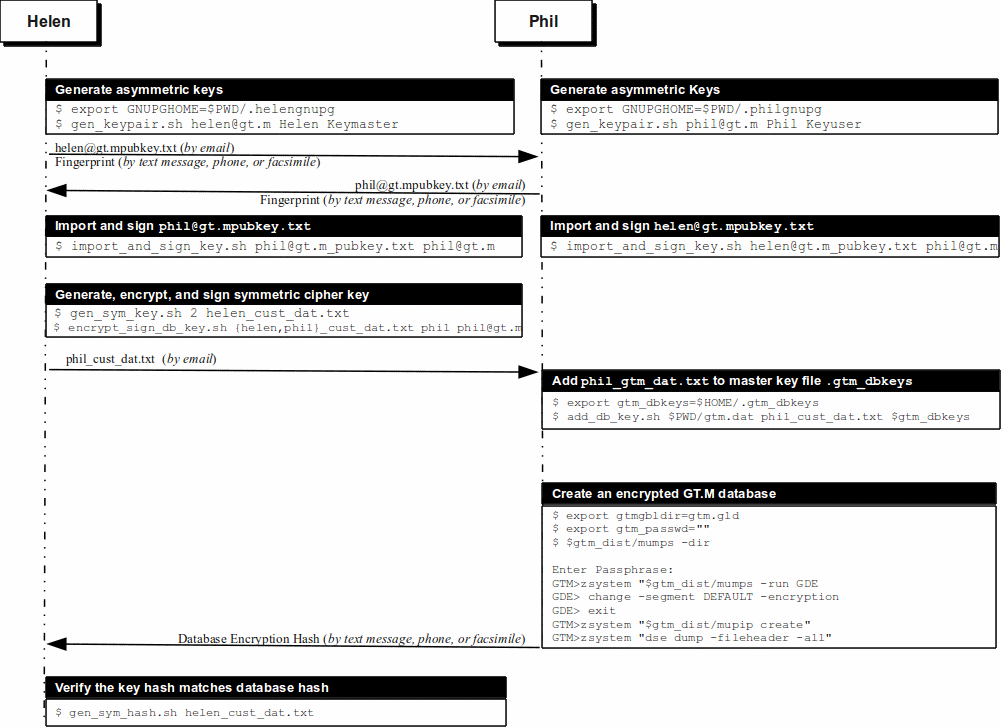 Helen
Phil
Generate asymmetric keys
$ export GNUPGHOME=$PWD/.helengnupg
$ gen_keypair.sh helen@gt.m Helen Keymaster
Generate asymmetric Keys
$ export GNUPGHOME=$PWD/.philgnupg
$ gen_keypair.sh phil@gt.m Phil Keyuser
helen@gt.mpubkey.txt (by email)
Fingerprint (by text message, phone, or facsimile)
phil@gt.mpubkey.txt (by email)
Fingerprint (by text message, phone, or facsimile)
Import and sign phil@gt.mpubkey.txt
$ import_and_sign_key.sh phil@gt.m_pubkey.txt phil@gt.m
Import and sign helen@gt.mpubkey.txt
$ import_and_sign_key.sh helen@gt.m_pubkey.txt phil@gt.m
Generate, encrypt, and sign symmetric cipher key
$ gen_sym_key.sh 2 helen_cust_dat.txt
$ encrypt_sign_db_key.sh {helen,phil}_cust_dat.txt phil phil@gt.m
phil_cust_dat.txt (by email)
Add phil_gtm_dat.txt to master key file .gtm_dbkeys
$ export gtm_dbkeys=$HOME/.gtm_dbkeys
$ add_db_key.sh $PWD/gtm.dat phil_cust_dat.txt $gtm_dbkeys
Create an encrypted GT.M database
$ export gtmgbldir=gtm.gld
$ export gtm_passwd=""
$ $gtm_dist/mumps -dir
Enter Passphrase:
GTM>zsystem "$gtm_dist/mumps -run GDE
GDE> change -segment DEFAULT -encryption
GDE> exit
GTM>zsystem "$gtm_dist/mupip create"
GTM>zsystem "dse dump -fileheader -all"
Database Encryption Hash (by text message, phone, or facsimile)
Verify the key hash matches database hash
$ gen_sym_hash.sh helen_cust_dat.txt